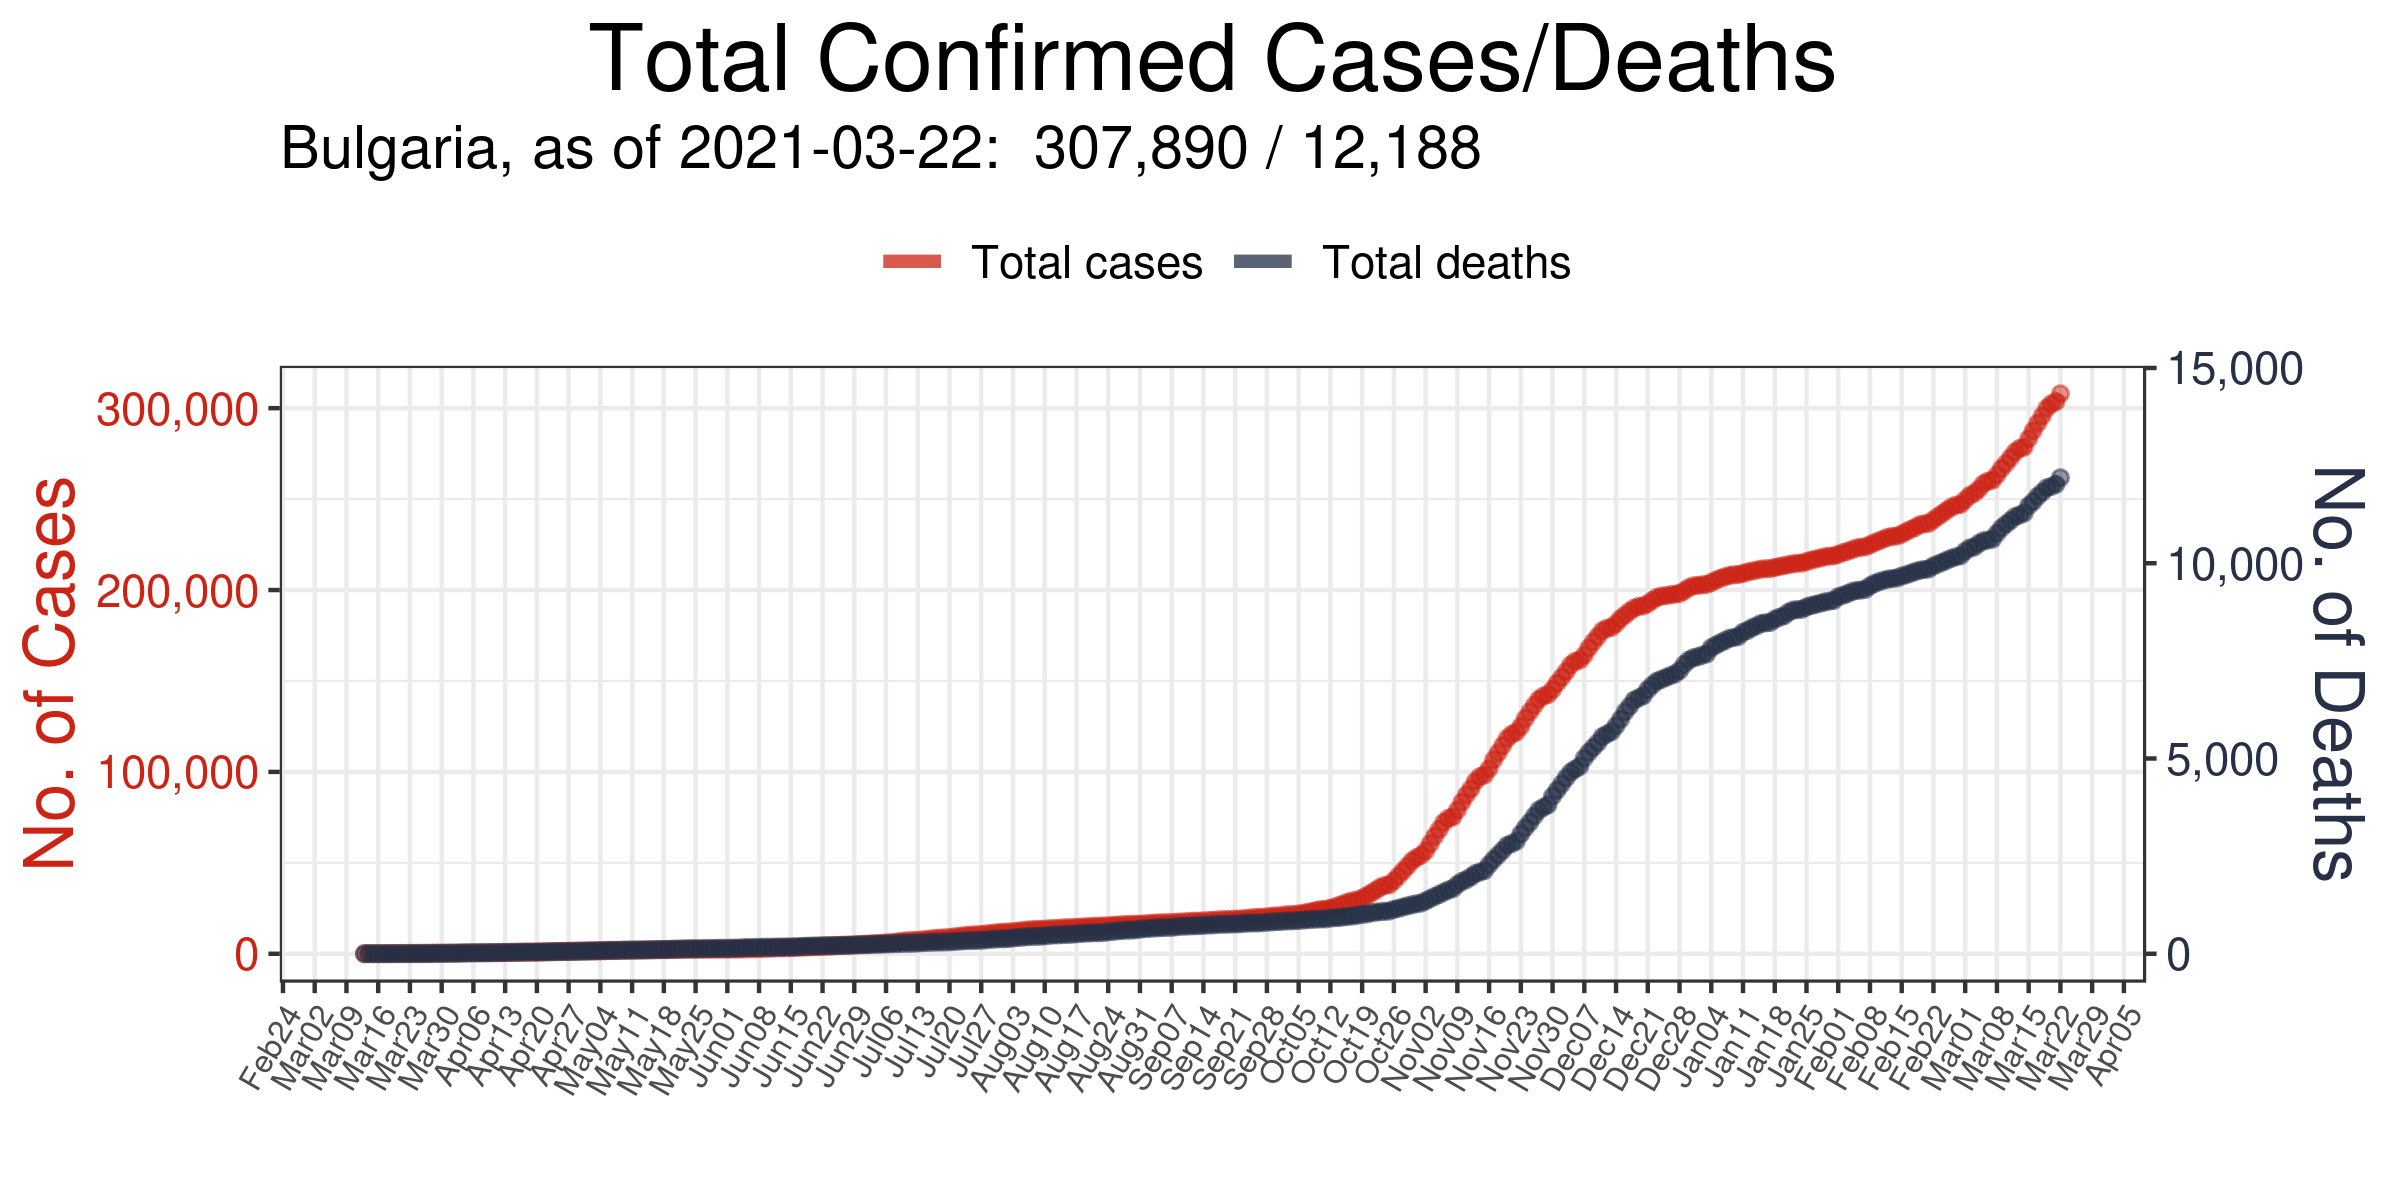 Total Confirmed Cases/Deaths
Bulgaria, as of 2021-03-22:  307,890 / 12,188
Total cases
Total deaths
No. of Cases
300,000
200,000
100,000
0
15,000
10,000
5,000
0
No. of Deaths
Feb24
Mar02
Mar09
Mar16
Mar23
Mar30
Apr06
Apr13
Apr20
Apr27
May04
May11
May18
May25
Jun01
Jun08
Jun15
Jun22
Jun29
Jul06
Jul13
Jul20
Jul27
Aug03
Aug10
Aug17
Aug24
Aug31
Sep07
Sep14
Sep21
Sep28
Oct05
Oct12
Oct19
Oct26
Nov02
Nov09
Nov16
Nov23
Nov30
Dec07
Dec14
Dec21
Dec28
Jan04
Jan11
Jan18
Jan25
Feb01
Feb08
Feb15
Feb22
Mar01
Mar08
Mar15
Mar22
Mar29
Apr05